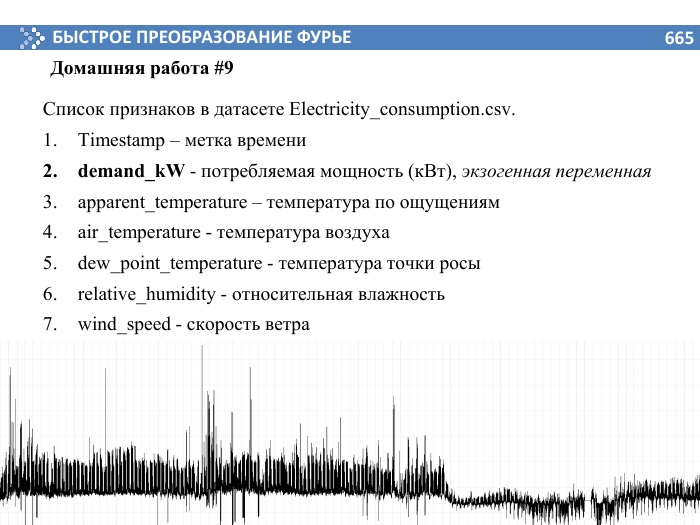 БЫСТРОЕ ПРЕОБРАЗОВАНИЕ ФУРЬЕ 665
Домашняя работа #9
Список признаков в датасете Electricity_consumption.csv.
1. Timestamp – метка времени
2. demand_kW - потребляемая мощность (кВт), экзогенная переменная
3. apparent_temperature – температура по ощущениям
4. air_temperature - температура воздуха
5. dew_point_temperature - температура точки росы
6. relative_humidity - относительная влажность
7. wind_speed - скорость ветра